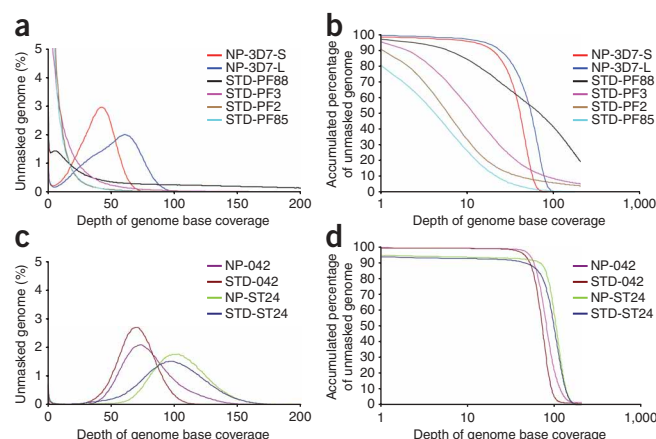 a
Unmasked genome (%)
5
4
3
2
1
0
0
50
100
150
200
Depth of genome base coverage
NP-3D7-S
NP-3D7-L
STD-PF88
STD-PF3
STD-PF2
STD-PF85
b
Accumulated percentage
of unmasked genome
100
90
80
70
60
50
40
30
20
10
0
1
10
100
1,000
Depth of genome base coverage
NP-3D7-S
NP-3D7-L
STD-PF88
STD-PF3
STD-PF2
STD-PF85
c
Unmasked genome (%)
5
4
3
2
1
0
0
50
100
150
200
Depth of genome base coverage
NP-042
STD-042
NP-ST24
STD-ST24
d
Accumulated percentage
of unmasked genome
100
90
80
70
60
50
40
30
20
10
0
1
10
100
1,000
Depth of genome base coverage
NP-042
STD-042
NP-ST24
STD-ST24